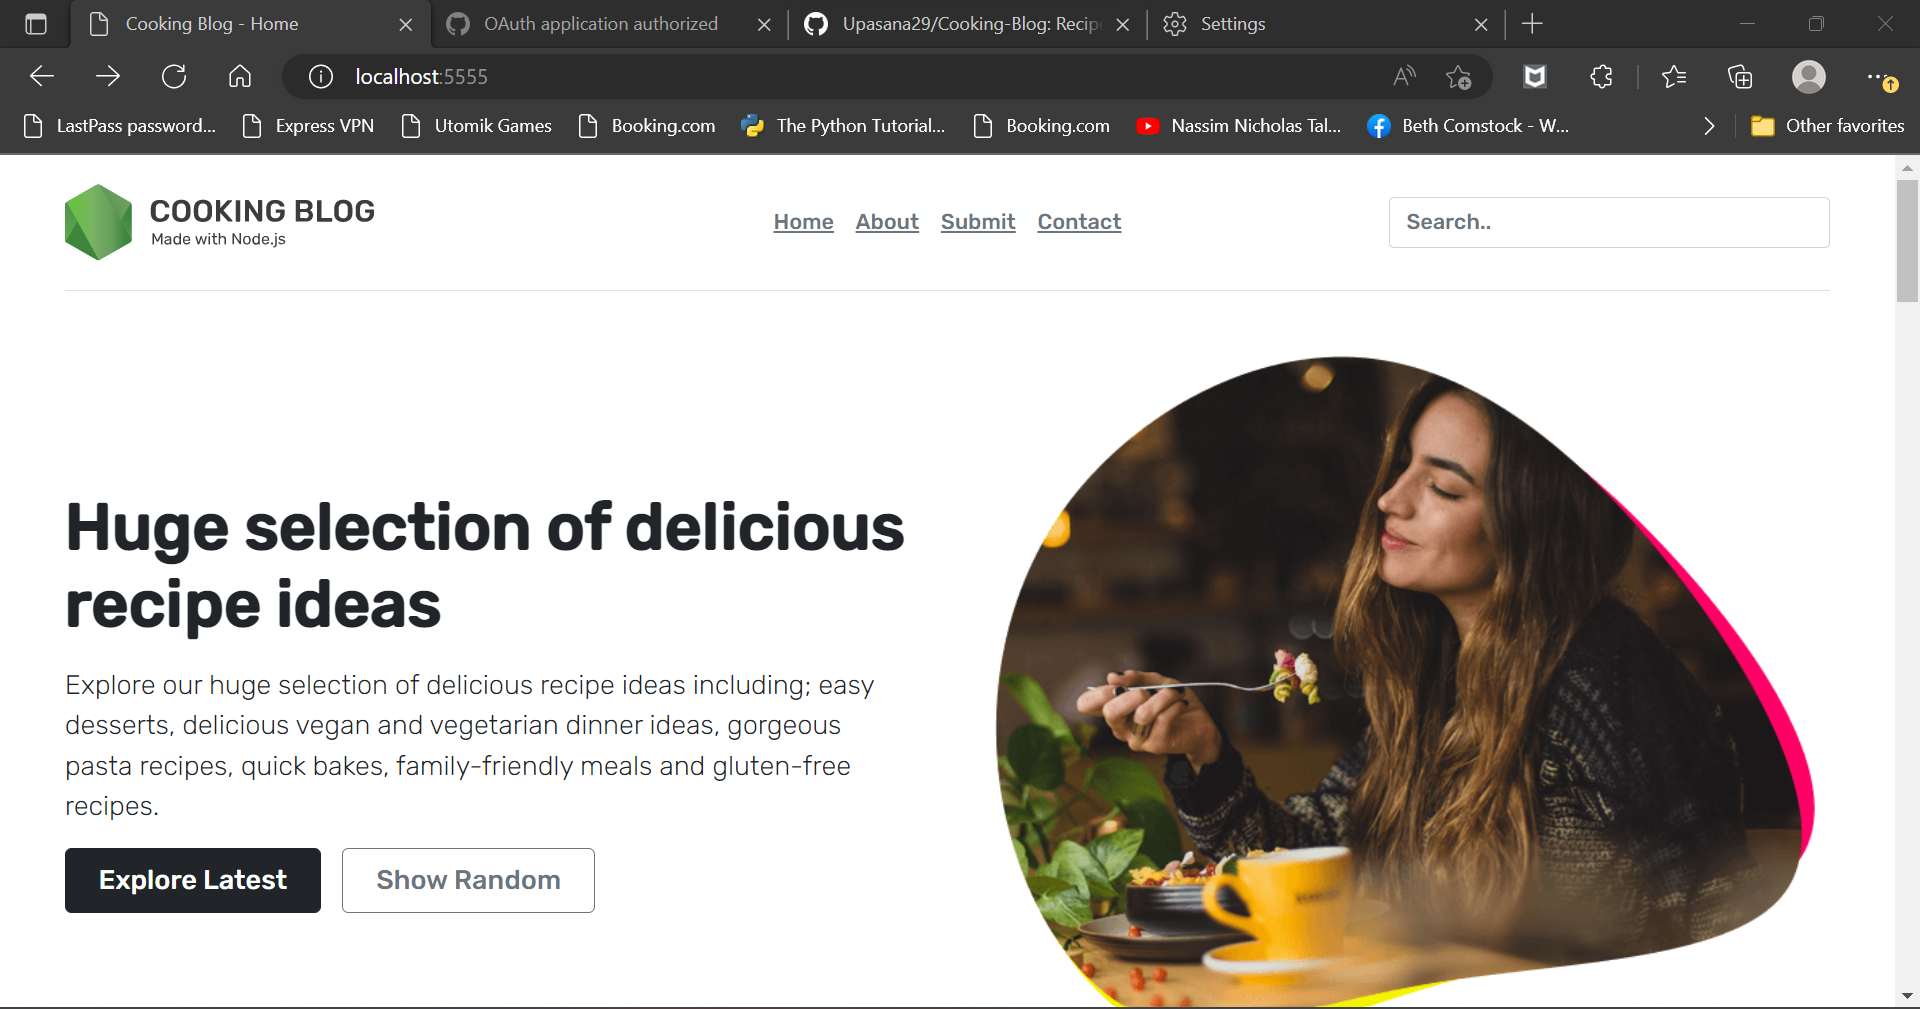 Cooking Blog - Home
OAuth application authorized
Upasana29/Cooking-Blog: Recip
Settings
localhost:5555
LastPass password...
Express VPN
Utomik Games
Booking.com
The Python Tutorial...
Booking.com
Nassim Nicholas Tal...
Beth Comstock - W...
Other favorites
COOKING BLOG
Made with Node.js
Home About Submit Contact
Search..
Huge selection of delicious
recipe ideas
Explore our huge selection of delicious recipe ideas including; easy
desserts, delicious vegan and vegetarian dinner ideas, gorgeous
pasta recipes, quick bakes, family-friendly meals and gluten-free
recipes.
Explore Latest
Show Random